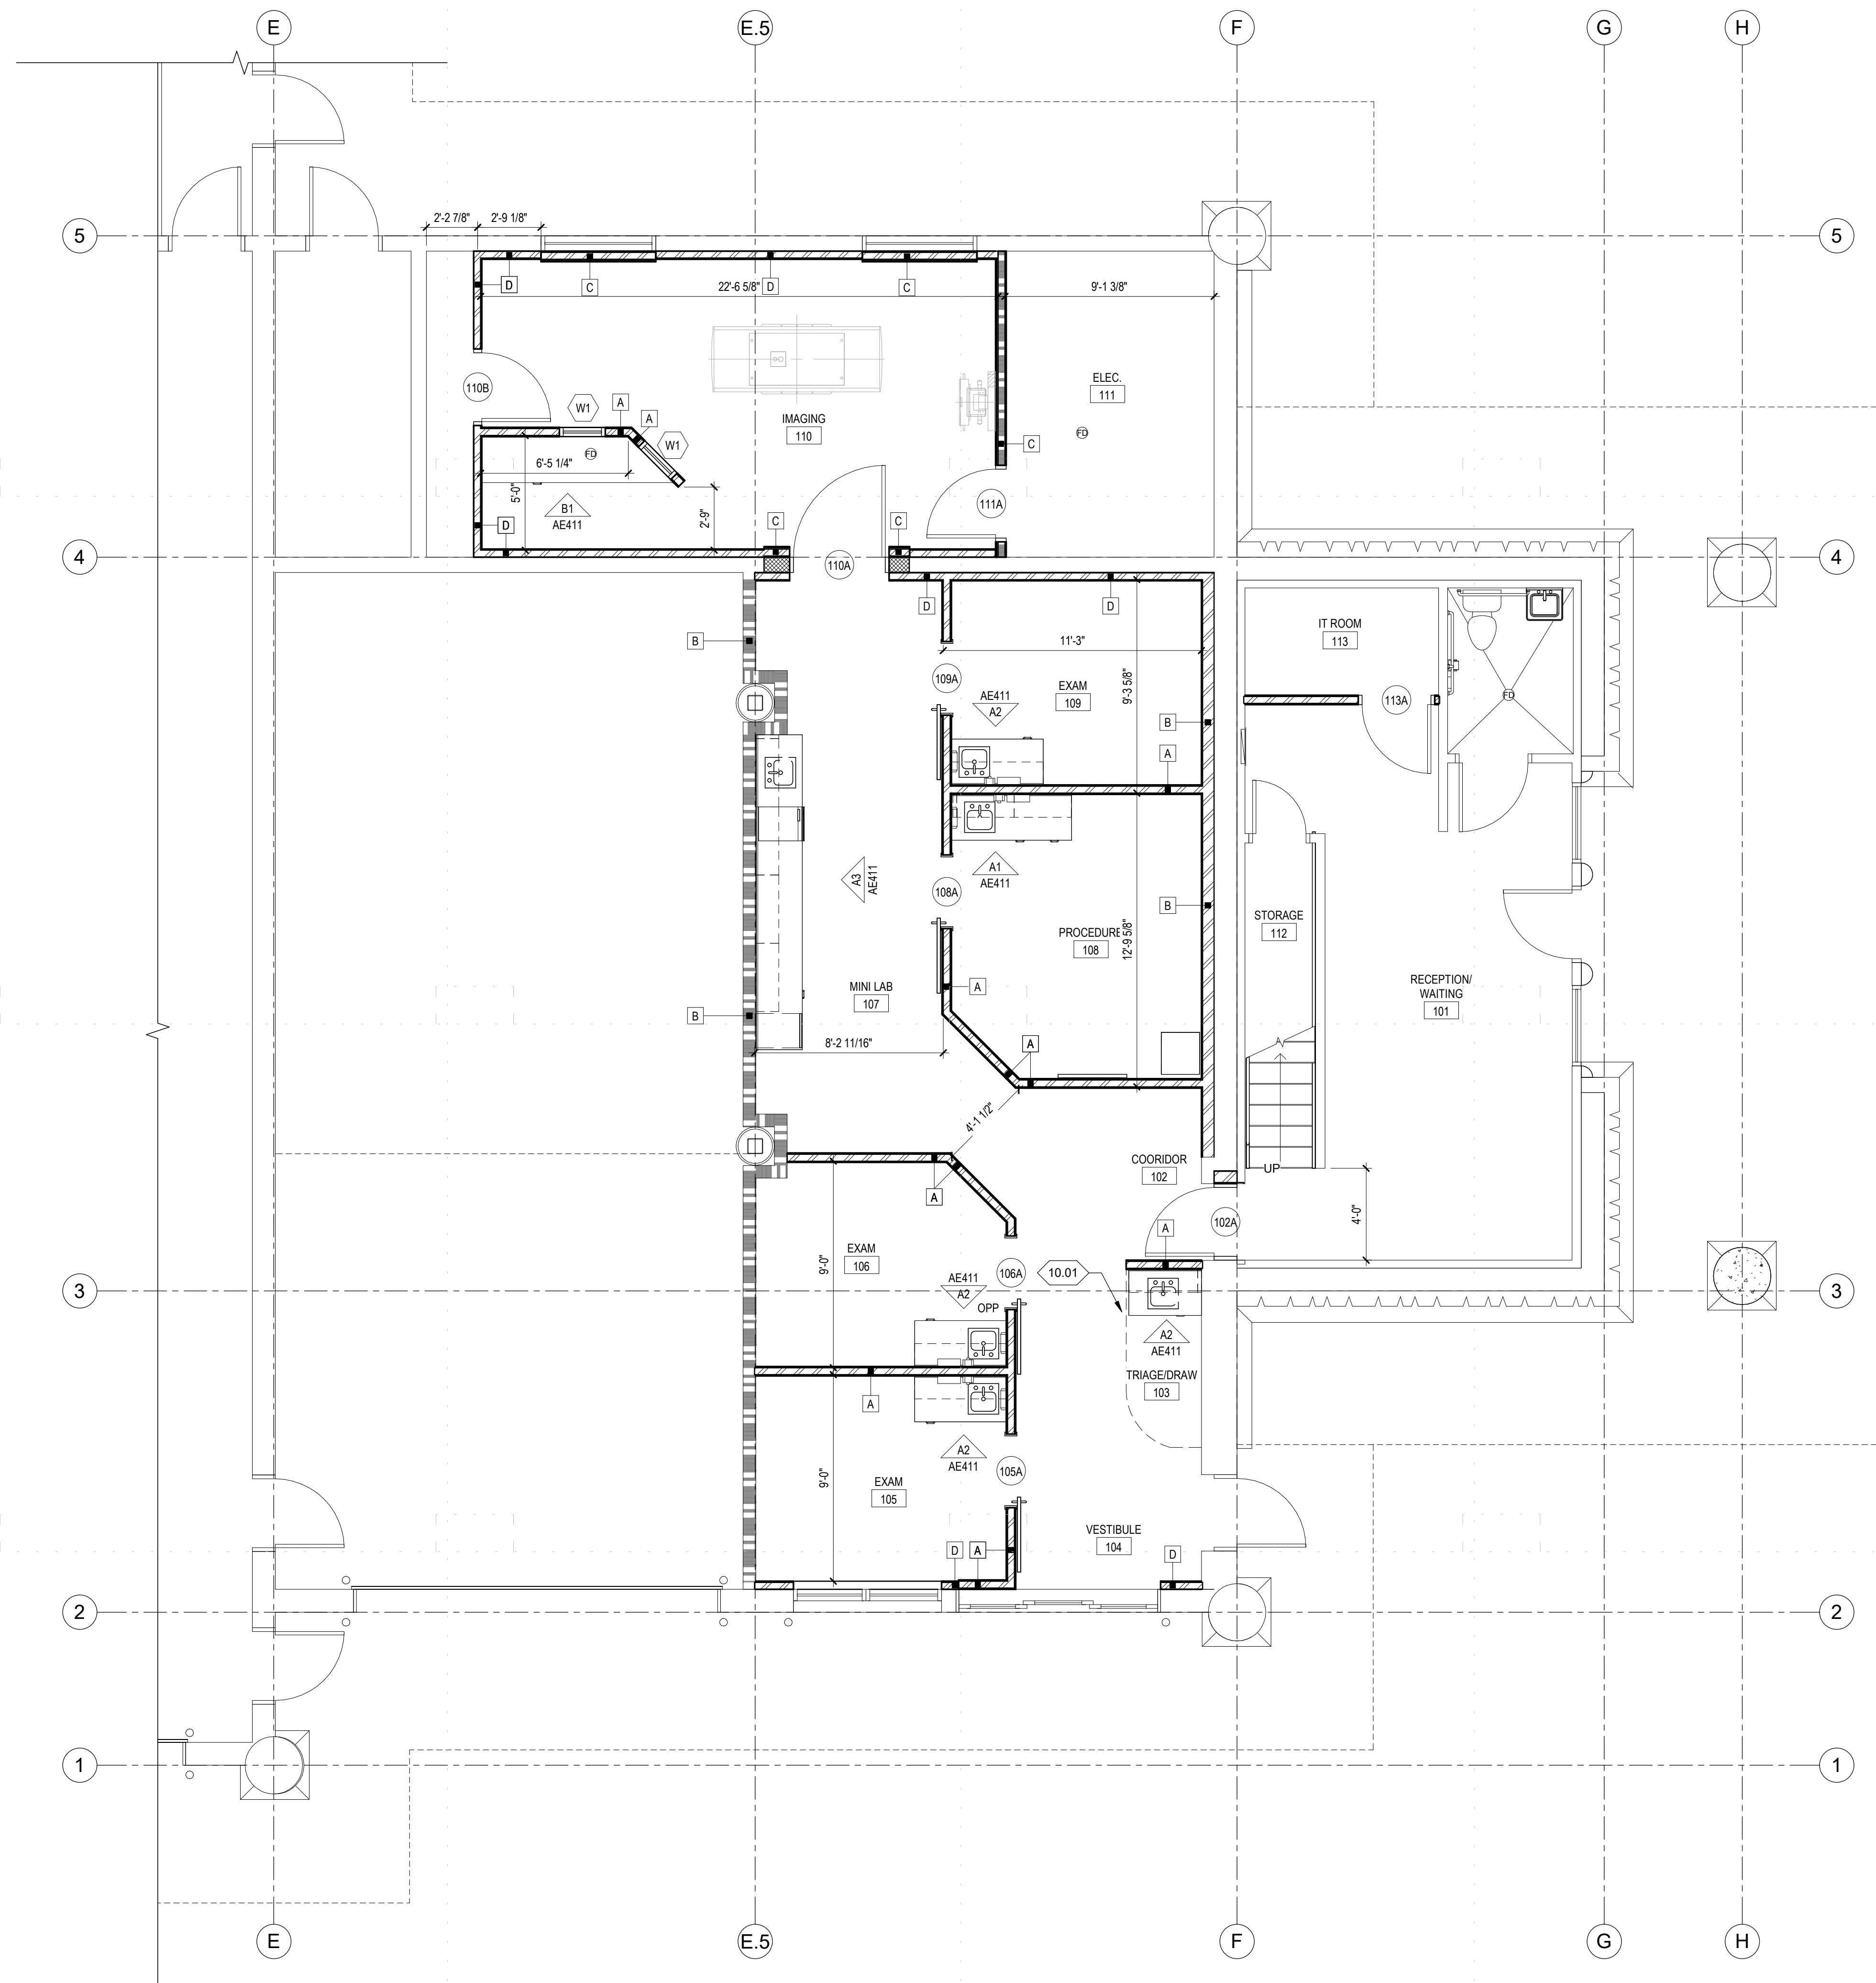 E
E.5
F
G
H
5
2'-2 7/8"
2'-9 1/8"
5
D
C
22'-6 5/8"
D
C
9'-1 3/8"
ELEC.
111
110B
W1
A
A
IMAGING
110
FD
W1
C
FD
6'-5 1/4"
5'-0"
B1
AE411
2'-9"
111A
D
C
C
4
110A
4
D
D
B
11'-3"
IT ROOM
113
109A
AE411
A2
EXAM
109
9'-3 5/8"
113A
FD
B
A
A3
AE411
A1
AE411
108A
B
STORAGE
112
PROCEDURE
108
12'-9 5/8"
MINI LAB
107
A
RECEPTION/
WAITING
101
B
8'-2 11/16"
A
4'-1 1/2"
COORIDOR
102
UP
A
4'-0"
102A
A
EXAM
106
9'-0"
106A
10.01
AE411
A2
OPP
3
3
A2
AE411
TRIAGE/DRAW
103
A
A2
AE411
105A
EXAM
105
9'-0"
VESTIBULE
104
D
A
D
2
2
1
1
E
E.5
F
G
H